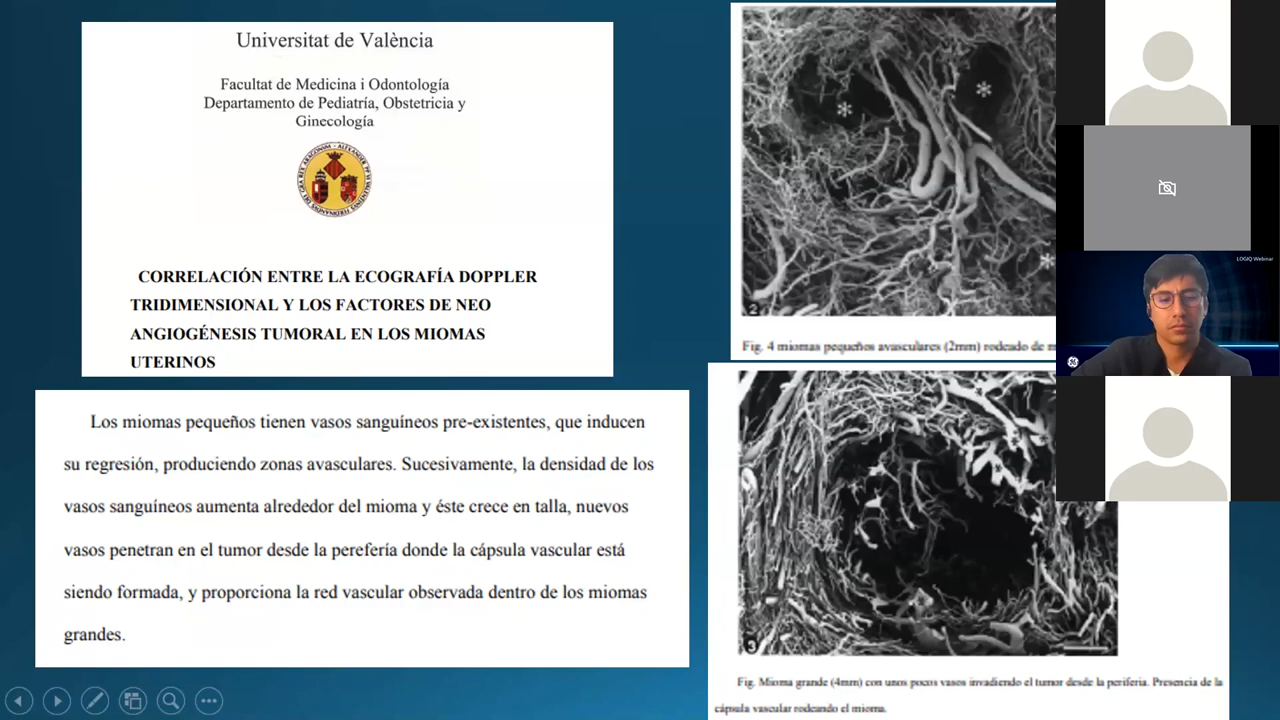 Universitat de València
Facultat de Medicina i Odontología
Departamento de Pediatría, Obstetricia y
Ginecología
CORRELACIÓN ENTRE LA ECOGRAFÍA DOPPLER
TRIDIMENSIONAL Y LOS FACTORES DE NEO
ANGIOGÉNESIS TUMORAL EN LOS MIOMAS
UTERINOS
Los miomas pequeños tienen vasos sanguíneos pre-existentes, que inducen
su regresión, produciendo zonas avasculares. Sucesivamente, la densidad de los
vasos sanguíneos aumenta alrededor del mioma y éste crece en talla, nuevos
vasos penetran en el tumor desde la perefería donde la cápsula vascular está
siendo formada, y proporciona la red vascular observada dentro de los miomas
grandes.
2
Fig. 4 miomas pequeños avasculares (2mm) rodeado de
3
Fig. Mioma grande (4mm) con unos pocos vasos invadiendo el tumor desde la periferia. Presencia de la
cápsula vascular rodeando el mioma.
LOGIQ Webinar